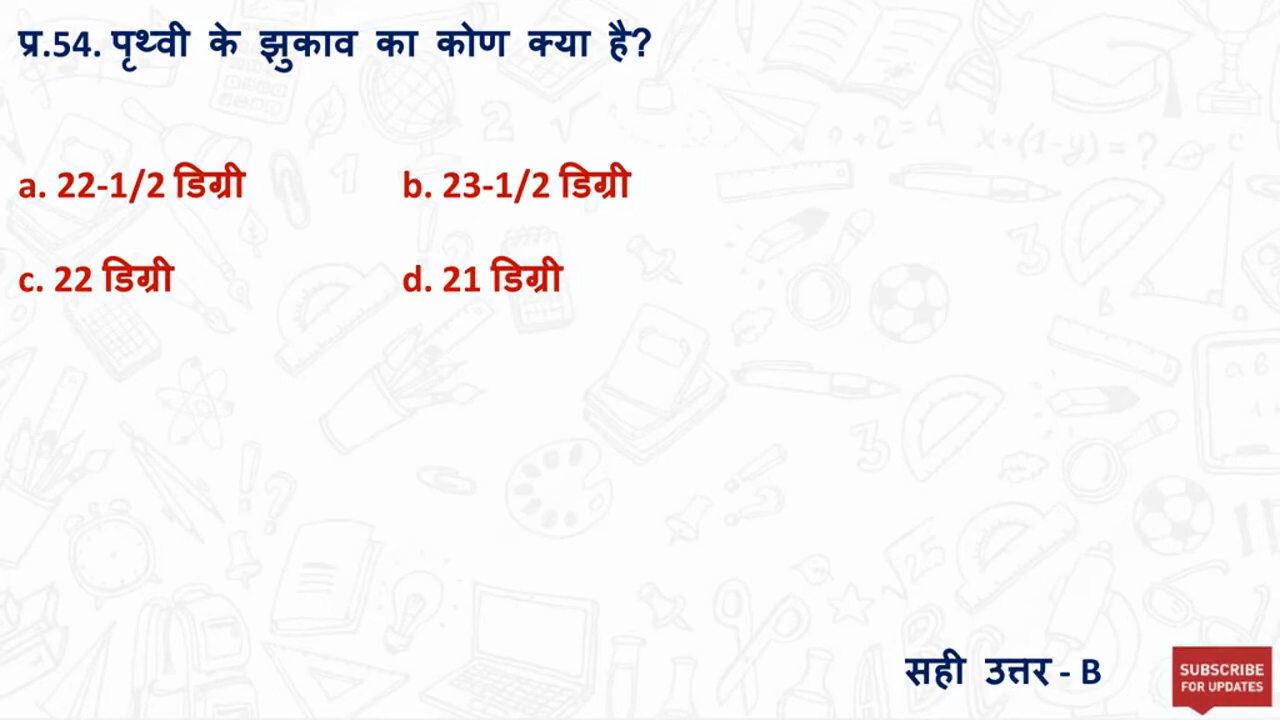 प्र.54. पृथ्वी के झुकाव का कोण क्या है?
a. 22-1/2 डिग्री b. 23-1/2 डिग्री
c. 22 डिग्री d. 21 डिग्री
सही उत्तर - B
SUBSCRIBE
FOR UPDATES